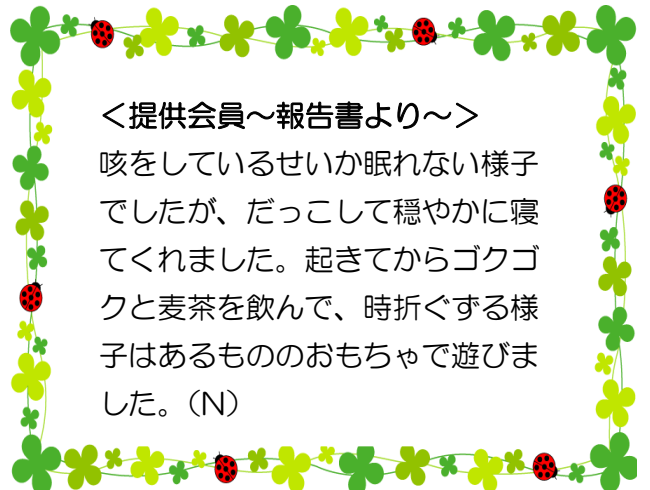 ＜提供会員～報告書より～＞
咳をしているせいか眠れない様子
でしたが、だっこして穏やかに寝
てくれました。起きてからゴクゴ
クと麦茶を飲んで、時折ぐずる様
子はあるもののおもちゃで遊びま
した。（N）